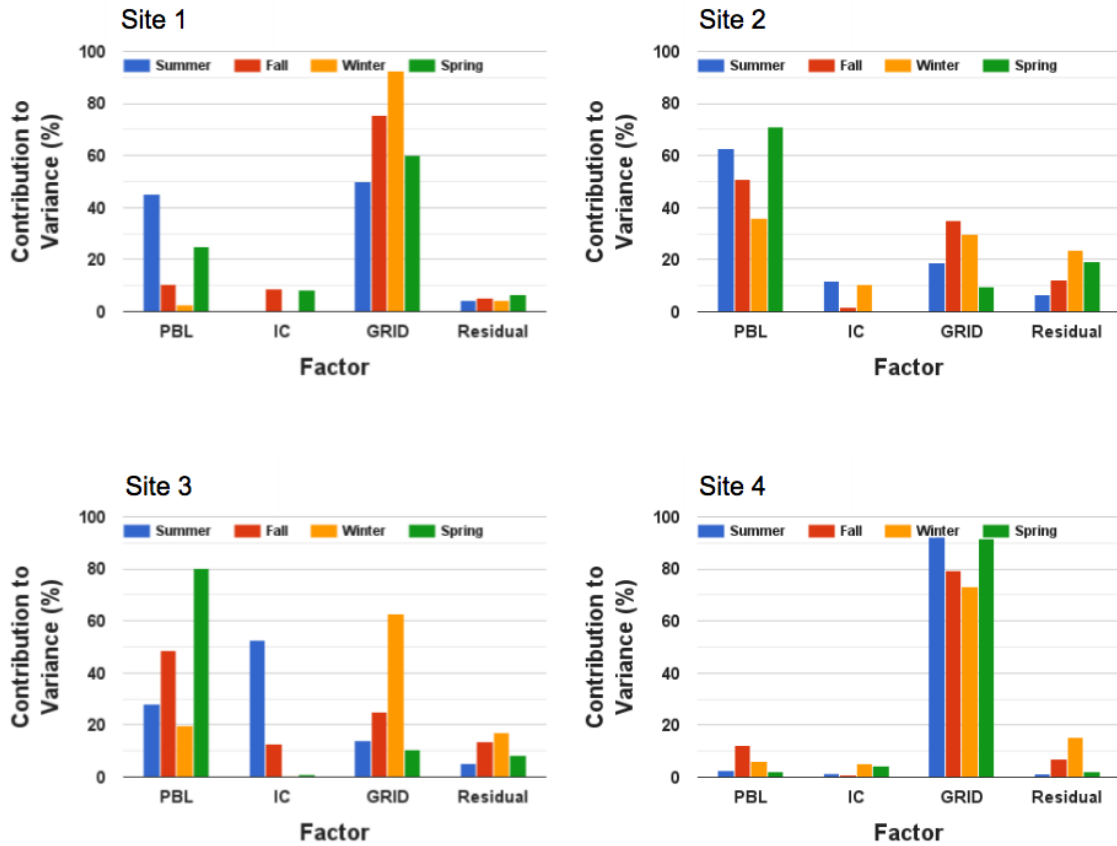 Site 1
100
80
60
40
20
0
Contribution to
Variance (%)
Summer Fall Winter Spring
PBL IC GRID Residual
Factor
Site 2
100
80
60
40
20
0
Contribution to
Variance (%)
Summer Fall Winter Spring
PBL IC GRID Residual
Factor
Site 3
100
80
60
40
20
0
Contribution to
Variance (%)
Summer Fall Winter Spring
PBL IC GRID Residual
Factor
Site 4
100
80
60
40
20
0
Contribution to
Variance (%)
Summer Fall Winter Spring
PBL IC GRID Residual
Factor